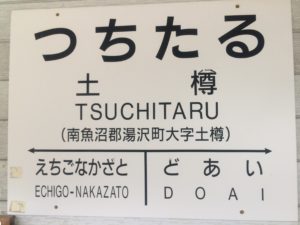 つちたる
土樽
TSUCHITARU
(南魚沼郡湯沢町大字土樽)
えちごなかざと どあい
ECHIGO-NAKAZATO DOAI